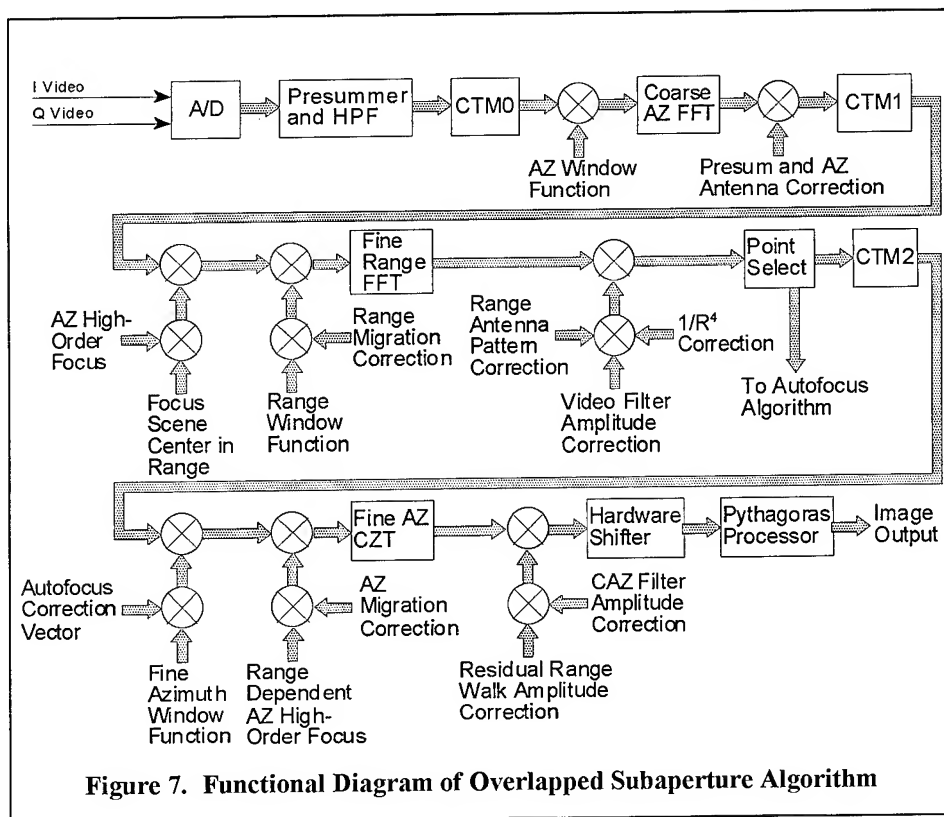 I Video
Q Video
A/D
Presummer
and HPF
CTM0
Coarse
AZ FFT
CTM1
AZ Window
Function
Presum and AZ
Antenna Correction
Fine
Range
FFT
Point
Select
CTM2
AZ High-
Order
Focus
Range
Migration
Correction
Range
Antenna
Pattern
Correction
1/R⁴
Correction
Focus
Scene
Center in
Range
Range
Window
Function
Video Filter
Amplitude
Correction
To Autofocus
Algorithm
Fine AZ
CZT
Hardware
Shifter
Pythagoras
Processor
Image
Output
Autofocus
Correction
Vector
AZ
Migration
Correction
CAZ Filter
Amplitude
Correction
Fine
Azimuth
Window
Function
Range
Dependent
AZ High-
Order Focus
Residual Range
Walk Amplitude
Correction
Figure 7. Functional Diagram of Overlapped Subaperture Algorithm